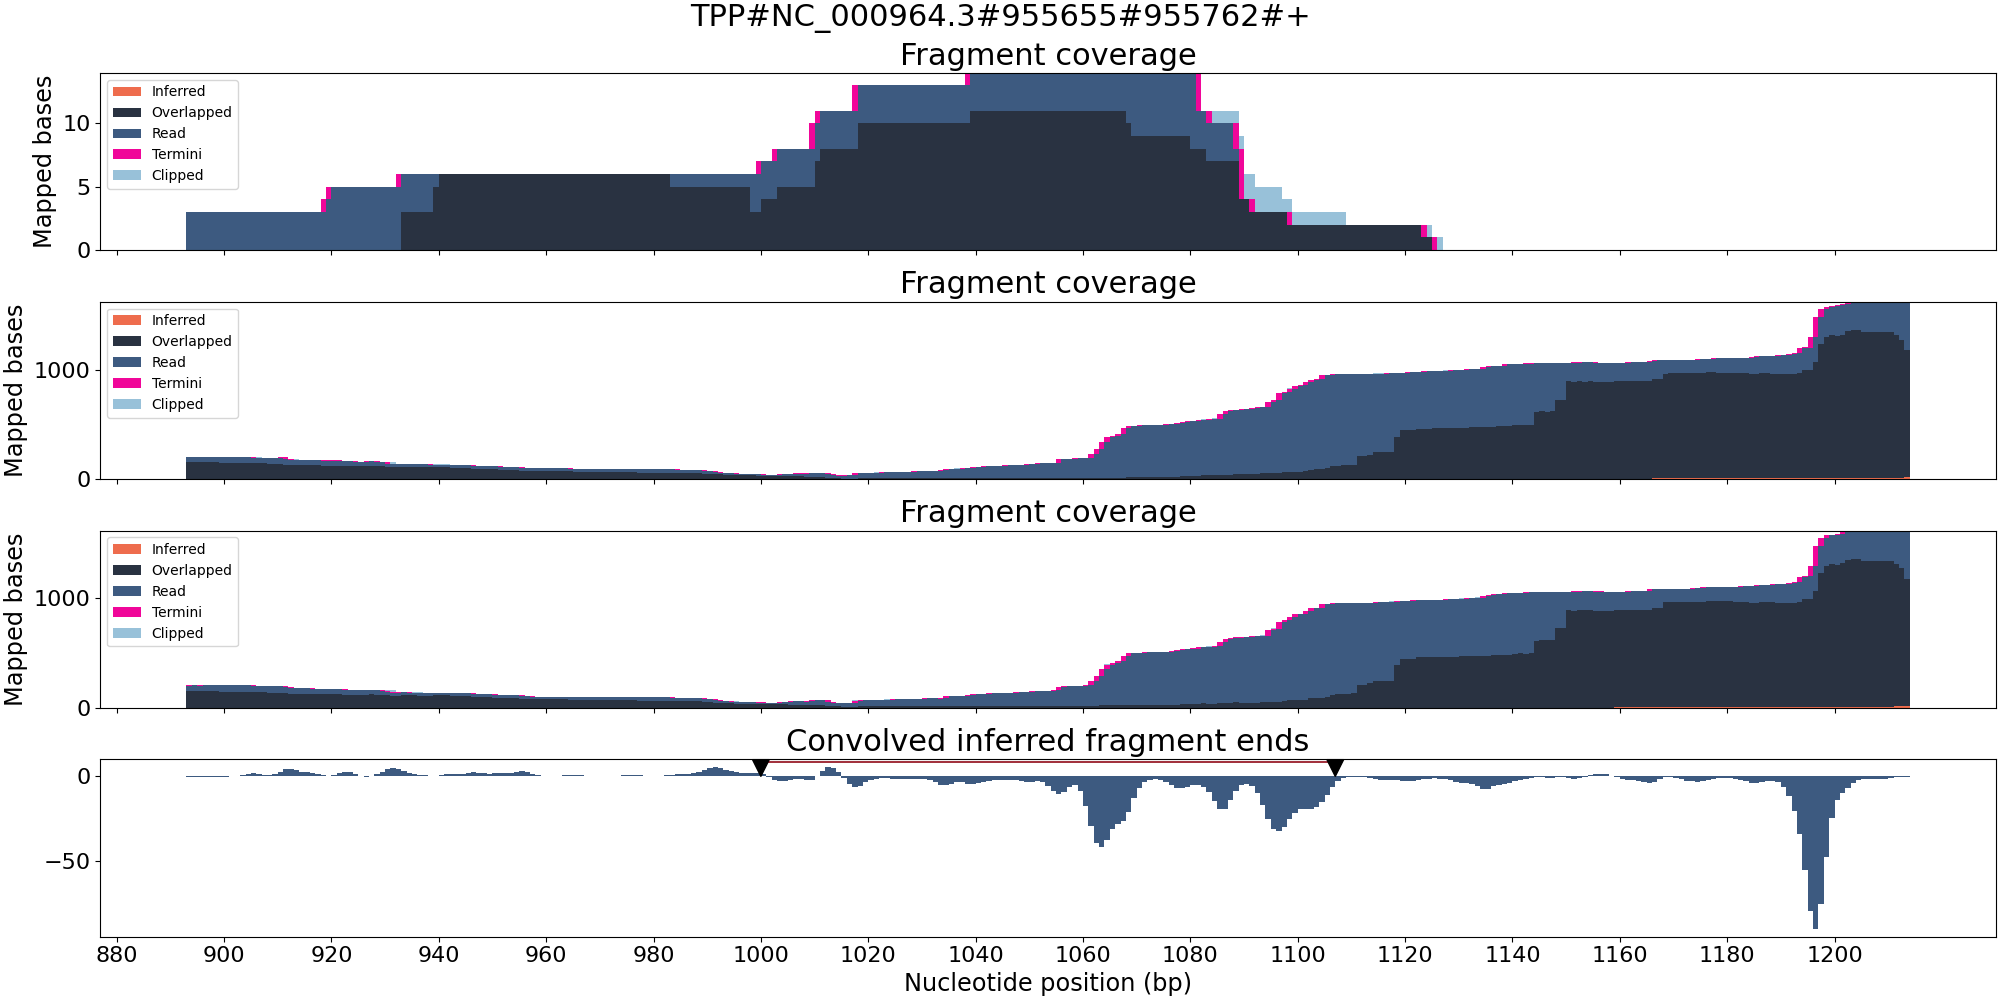 TPP#NC_000964.3#955655#955762#+
Fragment coverage
Mapped bases
10
5
0
Inferred
Overlapped
Read
Termini
Clipped
Fragment coverage
Mapped bases
1000
0
Inferred
Overlapped
Read
Termini
Clipped
Fragment coverage
Mapped bases
1000
0
Inferred
Overlapped
Read
Termini
Clipped
Convolved inferred fragment ends
0
−50
880 900 920 940 960 980 1000 1020 1040 1060 1080 1100 1120 1140 1160 1180 1200
Nucleotide position (bp)